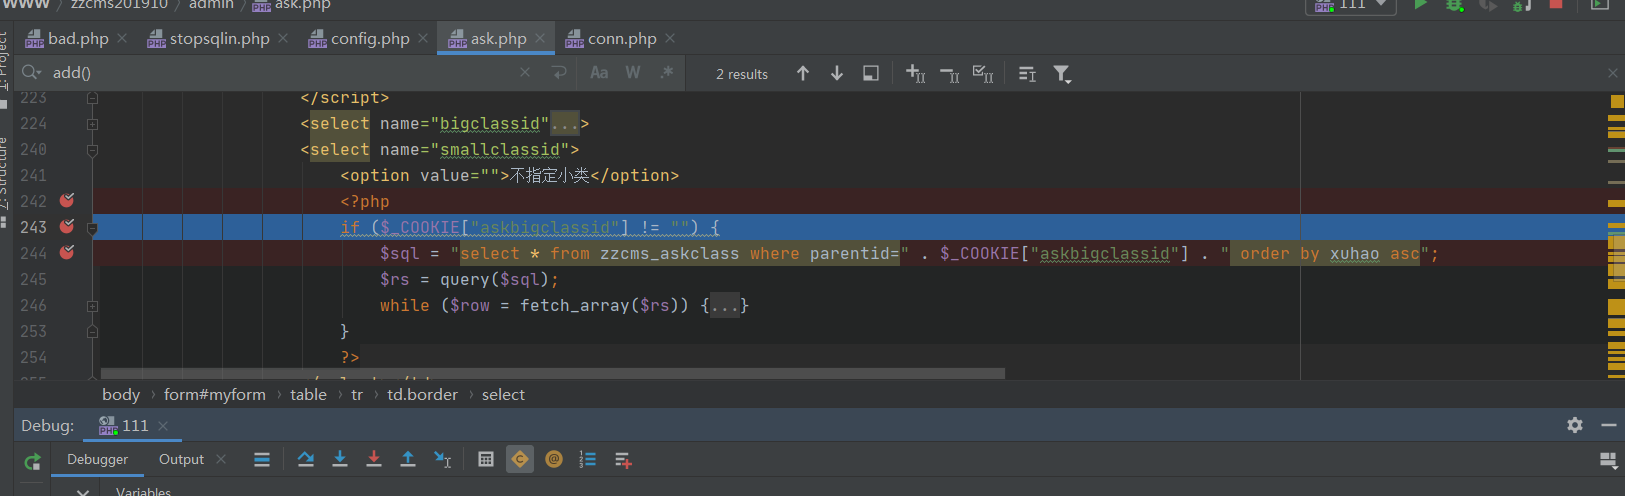 WWW › zzcms201910 › admin › ask.php 111
bad.php stopsqlin.php config.php ask.php conn.php
add() Aa W .* 2 results
1: Project
7: Structure
223 </script>
224 <select name="bigclassid"...>
240 <select name="smallclassid">
241 <option value="">不指定小类</option>
242 <?php
243 if ($_COOKIE["askbigclassid"] != "") {
244 $sql = "select * from zzcms_askclass where parentid=" . $_COOKIE["askbigclassid"] . " order by xuhao asc";
245 $rs = query($sql);
246 while ($row = fetch_array($rs)) {...}
253 }
254 ?>
body › form#myform › table › tr › td.border › select
Debug: 111
Debugger Output
Variables